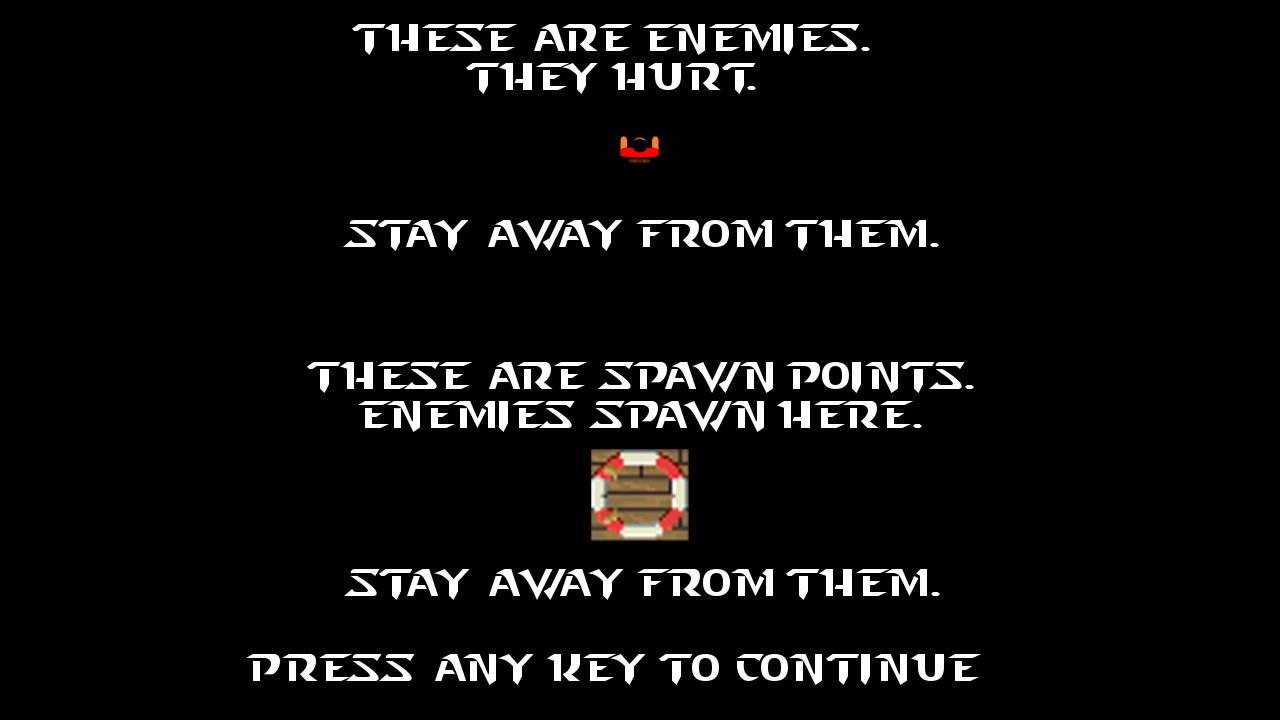 THESE ARE ENEMIES.
THEY HURT.
STAY AWAY FROM THEM.
THESE ARE SPAWN POINTS.
ENEMIES SPAWN HERE.
STAY AWAY FROM THEM.
PRESS ANY KEY TO CONTINUE